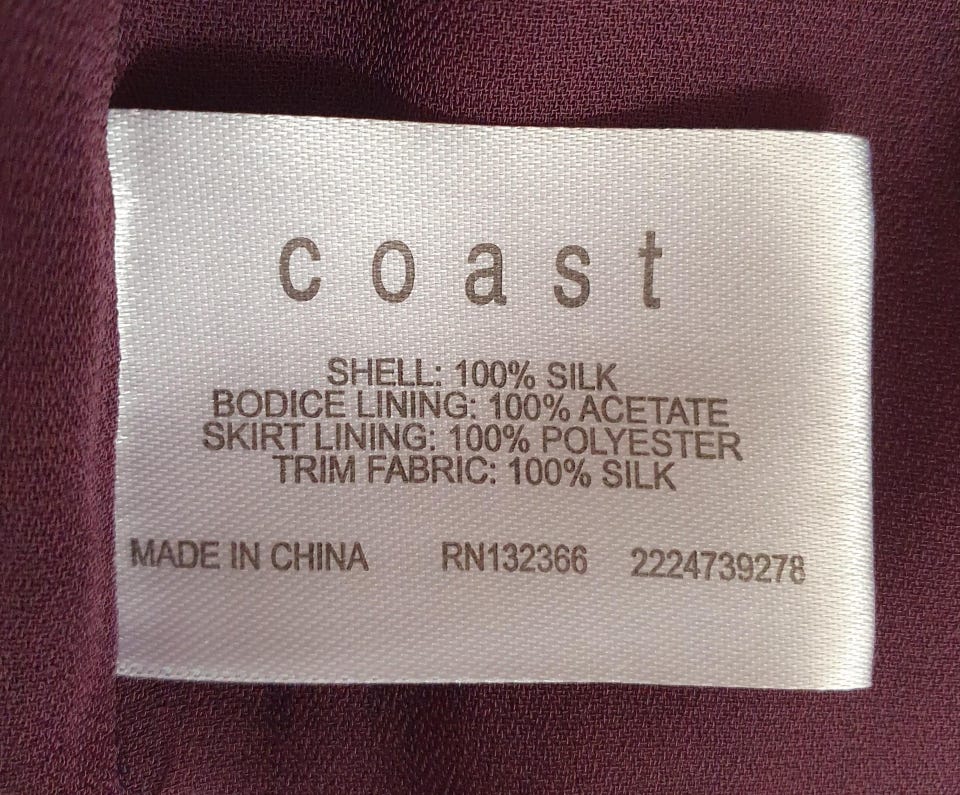 coast
SHELL: 100% SILK
BODICE LINING: 100% ACETATE
SKIRT LINING: 100% POLYESTER
TRIM FABRIC: 100% SILK
MADE IN CHINA RN132366 2224739278